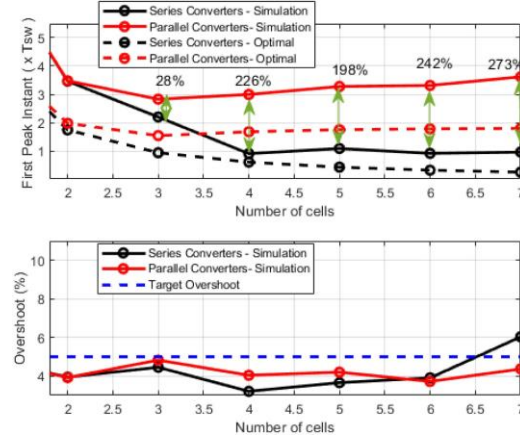 First Peak Instant ( x Tsw)
Series Converters - Simulation
Parallel Converters- Simulation
Series Converters - Optimal
Parallel Converters - Optimal
5
4
3
2
1
28%
226%
198%
242%
273%
2 2.5 3 3.5 4 4.5 5 5.5 6 6.5 7
Number of cells
Overshoot (%)
Series Converters - Simulation
Parallel Converters- Simulation
Target Overshoot
10
8
6
4
2 2.5 3 3.5 4 4.5 5 5.5 6 6.5 7
Number of cells